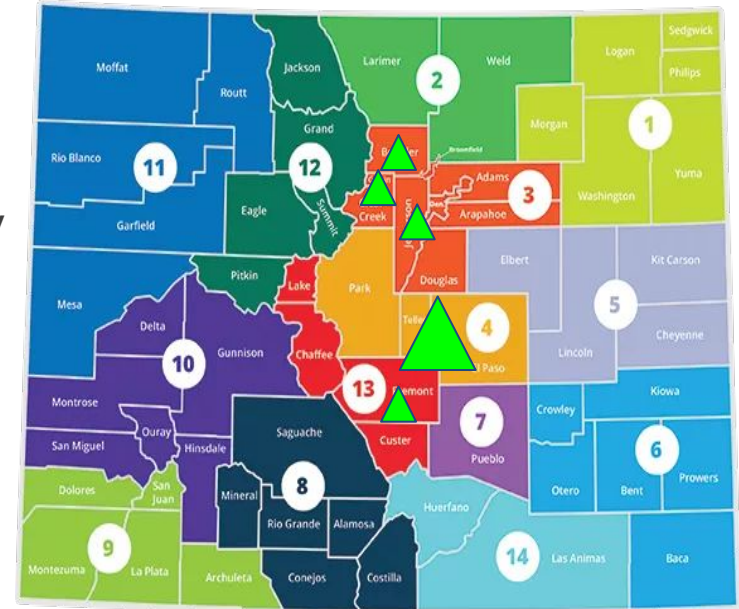 Moffat
Routt
Jackson
Larimer
2
Weld
Logan
Sedgwick
Philips
Morgan
1
Washington
Yuma
Rio Blanco
11
Garfield
Grand
12
Eagle
Summit
Broomfield
Adams
3
Arapahoe
Creek
Douglas
Elbert
Kit Carson
5
Cheyenne
Lincoln
Mesa
Pitkin
Lake
Park
4
Delta
10
Gunnison
Chaffee
13
Montrose
Ouray
San Miguel
Hinsdale
Custer
7
Pueblo
Crowley
Kiowa
6
Otero
Bent
Prowers
Saguache
8
Mineral
Rio Grande
Alamosa
Dolores
San
Juan
9
Montezuma
La Plata
Archuleta
Conejos
Costilla
Huerfano
14
Las Animas
Baca